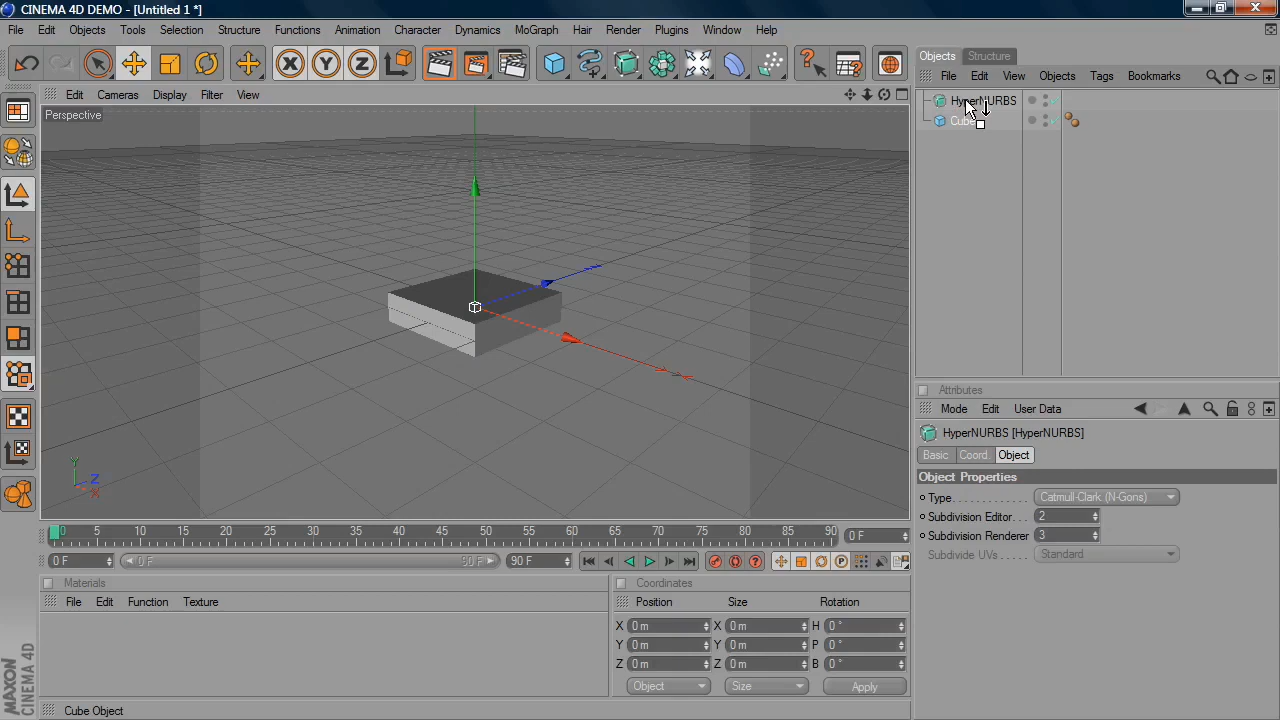 CINEMA 4D DEMO - [Untitled 1 *]
File Edit Objects Tools Selection Structure Functions Animation Character Dynamics MoGraph Hair Render Plugins Window Help
X Y Z
Objects Structure
File Edit View Objects Tags Bookmarks
Edit Cameras Display Filter View
Perspective
HyperNURBS
Cube
Y
Z
X
Attributes
Mode Edit User Data
HyperNURBS [HyperNURBS]
Basic Coord. Object
Object Properties
Type Catmull-Clark (N-Gons)
Subdivision Editor 2
Subdivision Renderer 3
Subdivide UVs Standard
0 5 10 15 20 25 30 35 40 45 50 55 60 65 70 75 80 85 90 0 F
0 F 0 F 90 F 90 F P
Materials
File Edit Function Texture
Coordinates
Position Size Rotation
X 0 m X 0 m H 0 °
Y 0 m Y 0 m P 0 °
Z 0 m Z 0 m B 0 °
Object Size Apply
MAXON
CINEMA 4D
Cube Object